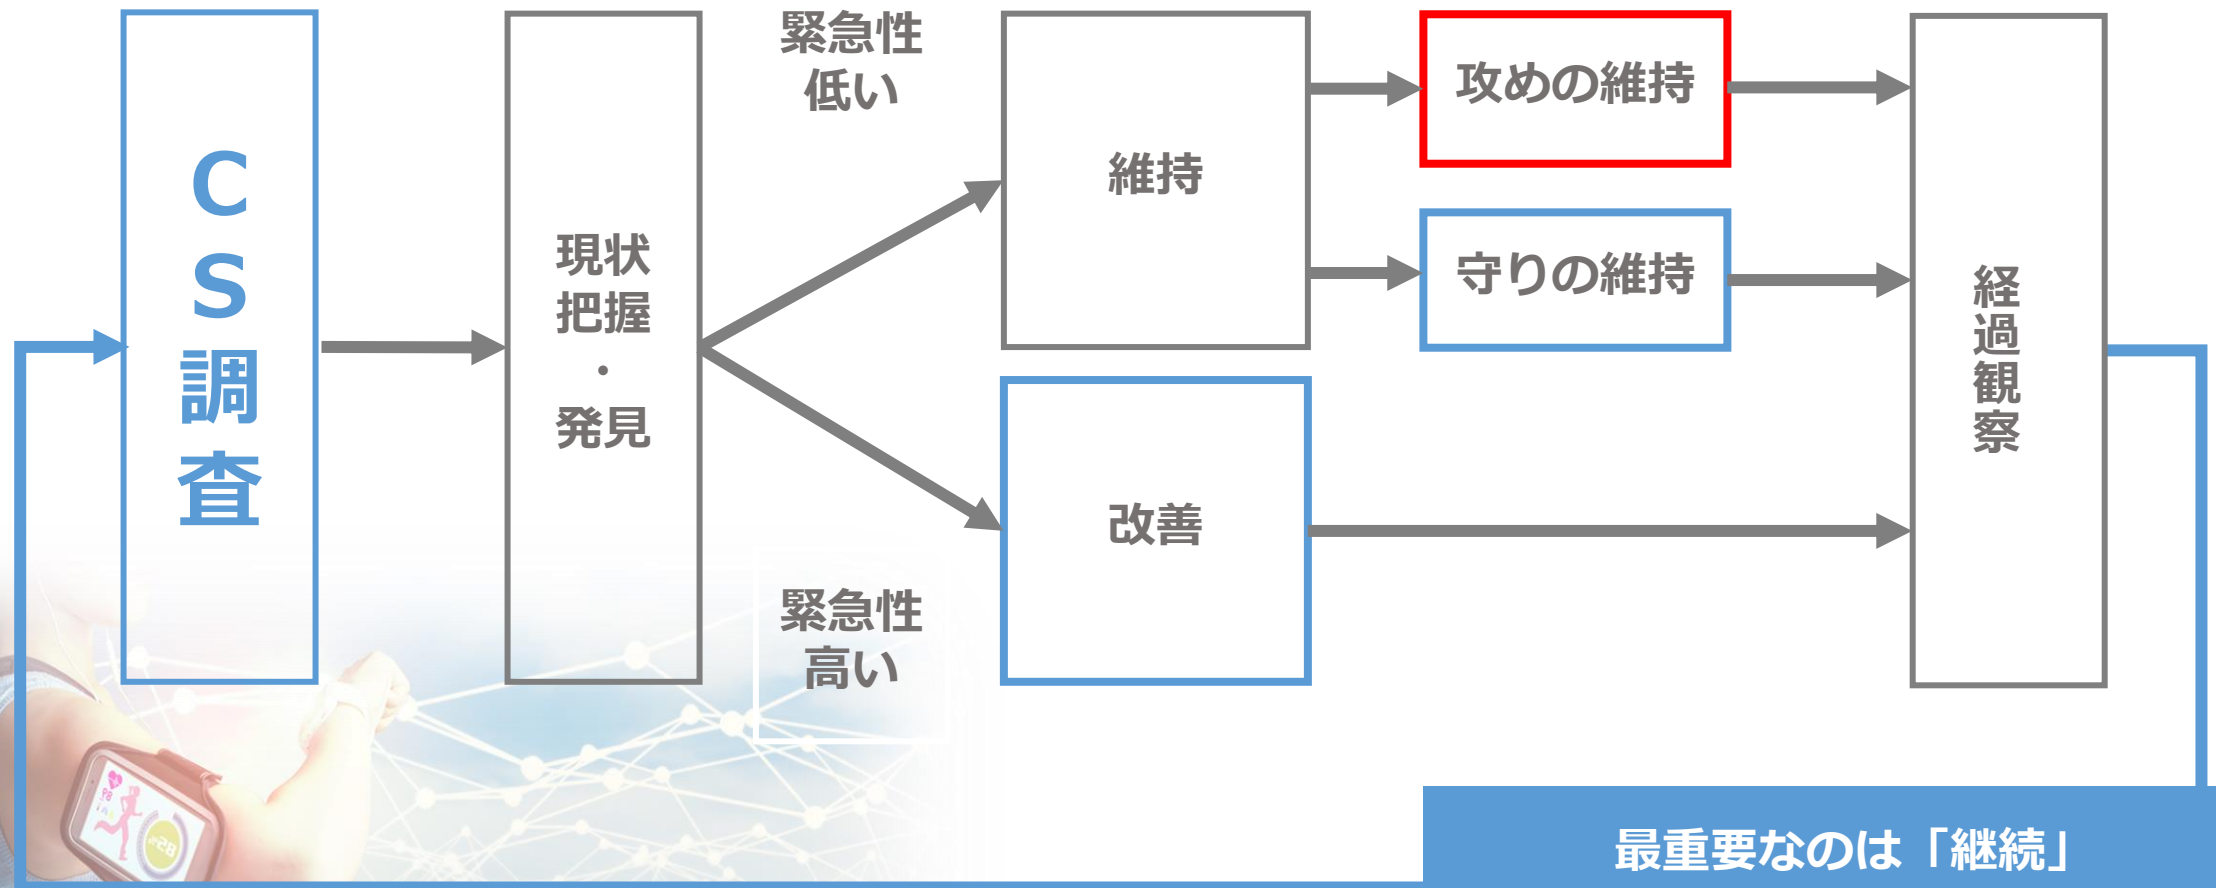 CS調査
現状
把握
・
発見
緊急性
低い
緊急性
高い
維持
改善
攻めの維持
守りの維持
経過観察
最重要なのは「継続」